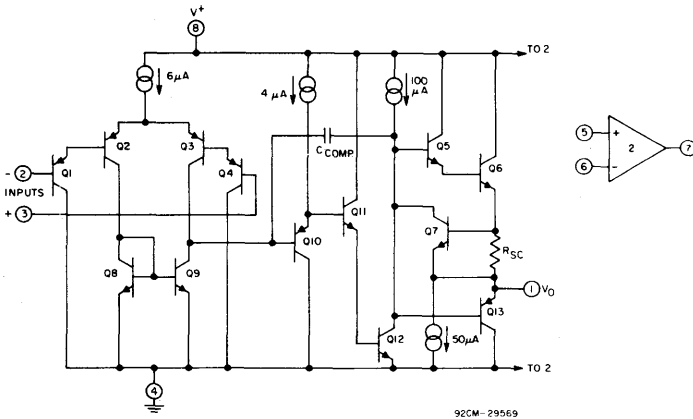 V+
8
TO 2
6μA
4μA
100
μA
5
+
2
7
6
-
CCOMP.
Q5
Q6
Q2
Q3
- 2
Q1
Q4
INPUTS
+ 3
Q11
Q7
RSC
Q10
Q8
Q9
1 VO
Q13
Q12
50μA
TO 2
4
92CM-29569